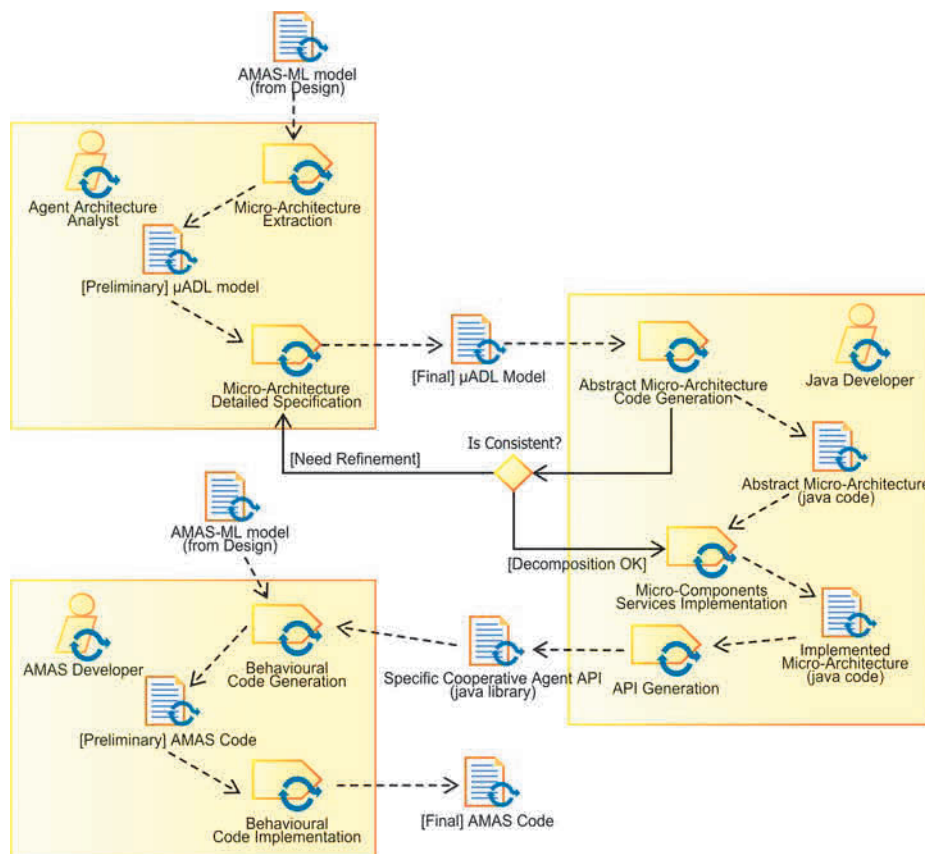 AMAS-ML model
(from Design)
Agent Architecture
Analyst
Micro-Architecture
Extraction
[Preliminary] µADL model
Micro-Architecture
Detailed Specification
[Final] µADL Model
Abstract Micro-Architecture
Code Generation
Java Developer
Is Consistent?
[Need Refinement]
Abstract Micro-Architecture
(java code)
AMAS-ML model
(from Design)
[Decomposition OK]
Micro-Components
Services Implementation
AMAS Developer
Behavioural
Code Generation
Specific Cooperative Agent API
(java library)
API Generation
Implemented
Micro-Architecture
(java code)
[Preliminary] AMAS Code
Behavioural
Code Implementation
[Final] AMAS Code